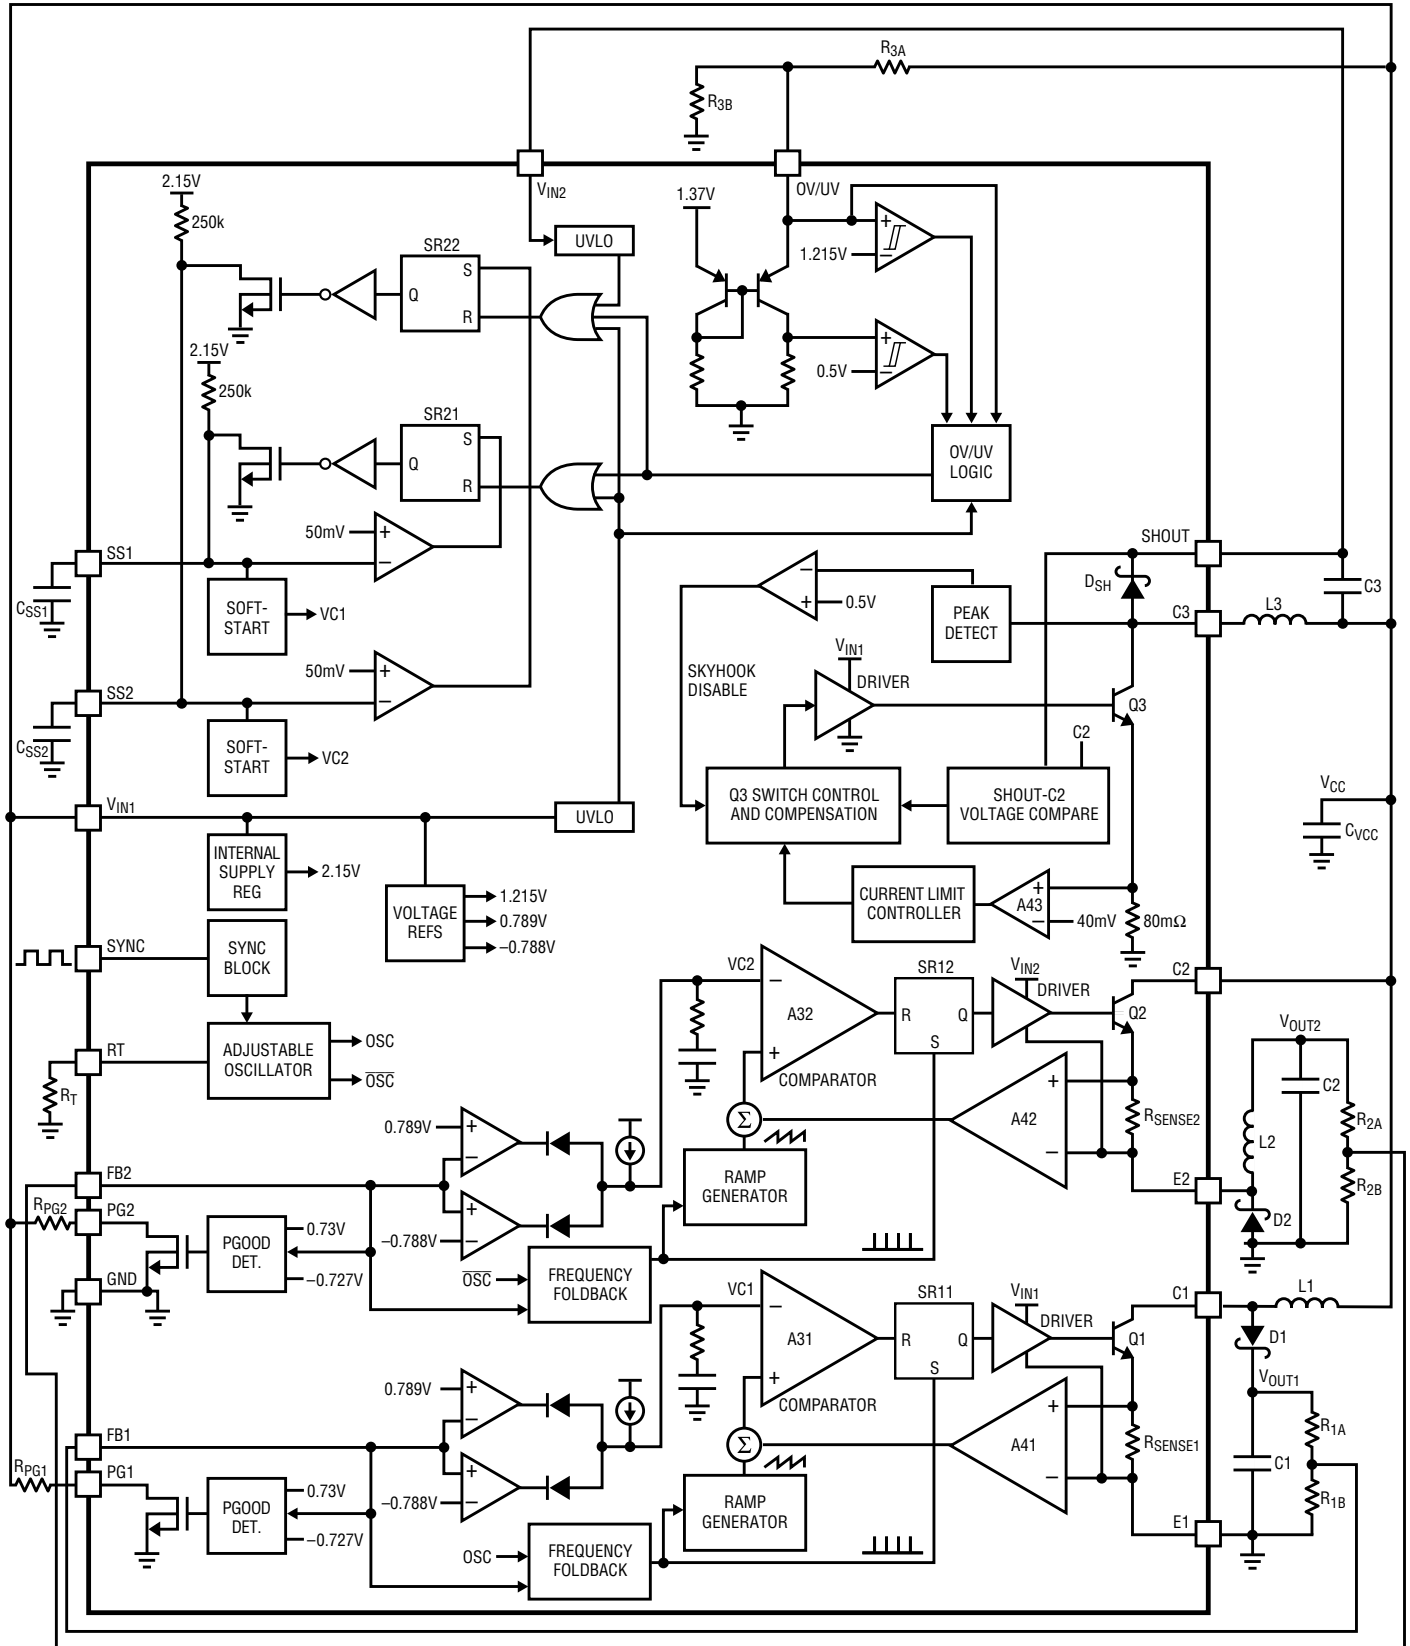 R3A
R3B
2.15V
VIN2
1.37V
OV/UV
250k
UVLO
1.215V
SR22
S
Q
R
2.15V
0.5V
250k
SR21
S
Q
R
OV/UV
LOGIC
50mV
SS1
SHOUT
CSS1
SOFT-
START
VC1
0.5V
PEAK
DETECT
DSH
C3
L3
C3
50mV
SKYHOOK
DISABLE
VIN1
DRIVER
SS2
Q3
CSS2
SOFT-
START
VC2
C2
Q3 SWITCH CONTROL
AND COMPENSATION
SHOUT-C2
VOLTAGE COMPARE
VCC
CVCC
VIN1
UVLO
INTERNAL
SUPPLY
REG
2.15V
VOLTAGE
REFS
1.215V
0.789V
–0.788V
CURRENT LIMIT
CONTROLLER
A43
40mV
80mΩ
SYNC
SYNC
BLOCK
VC2
A32
COMPARATOR
SR12
R
Q
S
VIN2
DRIVER
Q2
C2
RT
RT
ADJUSTABLE
OSCILLATOR
OSC
OSC
VOUT2
C2
R2A
L2
R2B
D2
E2
Σ
A42
RSENSE2
0.789V
RAMP
GENERATOR
FB2
RPG2
PG2
PGOOD
DET.
0.73V
–0.727V
–0.788V
OSC
FREQUENCY
FOLDBACK
GND
VC1
A31
COMPARATOR
SR11
R
Q
S
VIN1
DRIVER
Q1
C1
L1
D1
VOUT1
R1A
C1
R1B
E1
0.789V
Σ
A41
RSENSE1
FB1
RPG1
PG1
PGOOD
DET.
0.73V
–0.727V
–0.788V
RAMP
GENERATOR
OSC
FREQUENCY
FOLDBACK